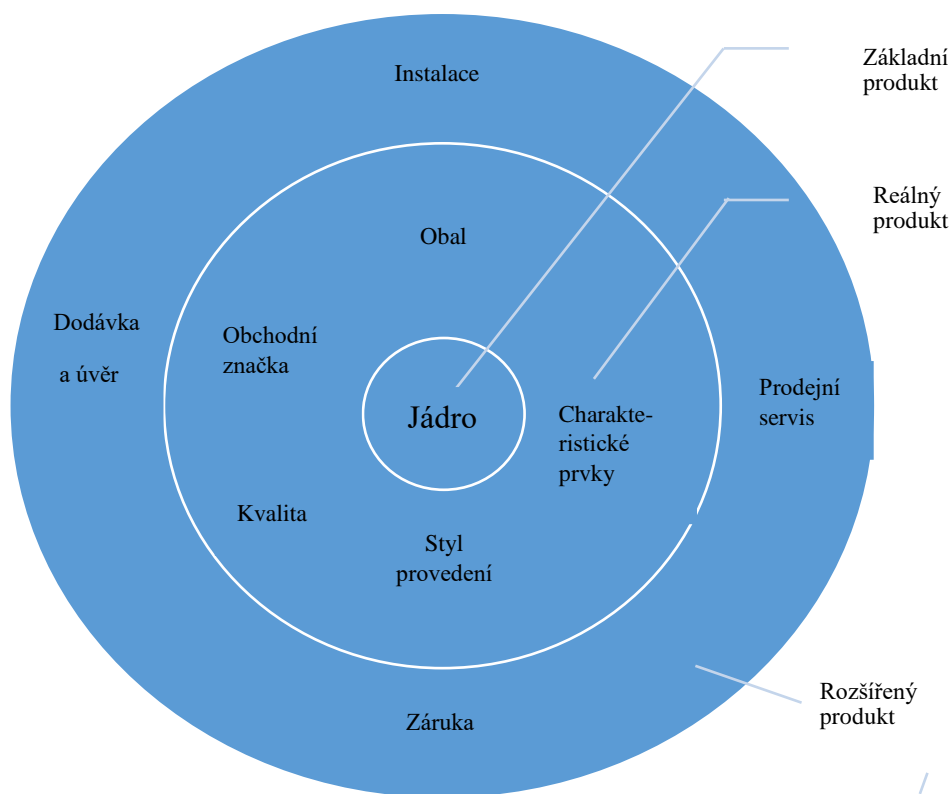 Instalace
Základní
produkt
Reálný
produkt
Obal
Dodávka
a úvěr
Obchodní
značka
Jádro
Charakte-
ristické
prvky
Prodejní
servis
Kvalita
Styl
provedení
Záruka
Rozšířený
produkt